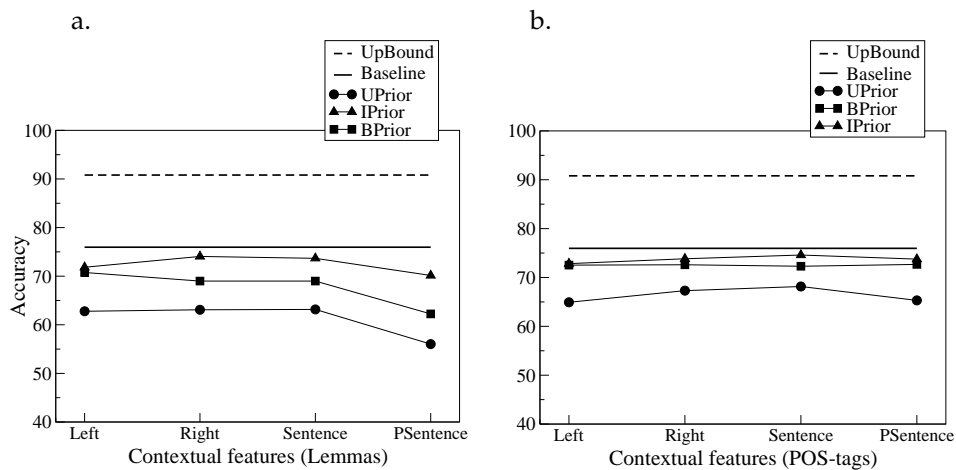 a.
UpBound
Baseline
UPrior
IPrior
BPrior
100
90
80
70
60
50
40
Accuracy
Left Right Sentence PSentence
Contextual features (Lemmas)
b.
UpBound
Baseline
UPrior
BPrior
IPrior
100
90
80
70
60
50
40
Left Right Sentence PSentence
Contextual features (POS-tags)